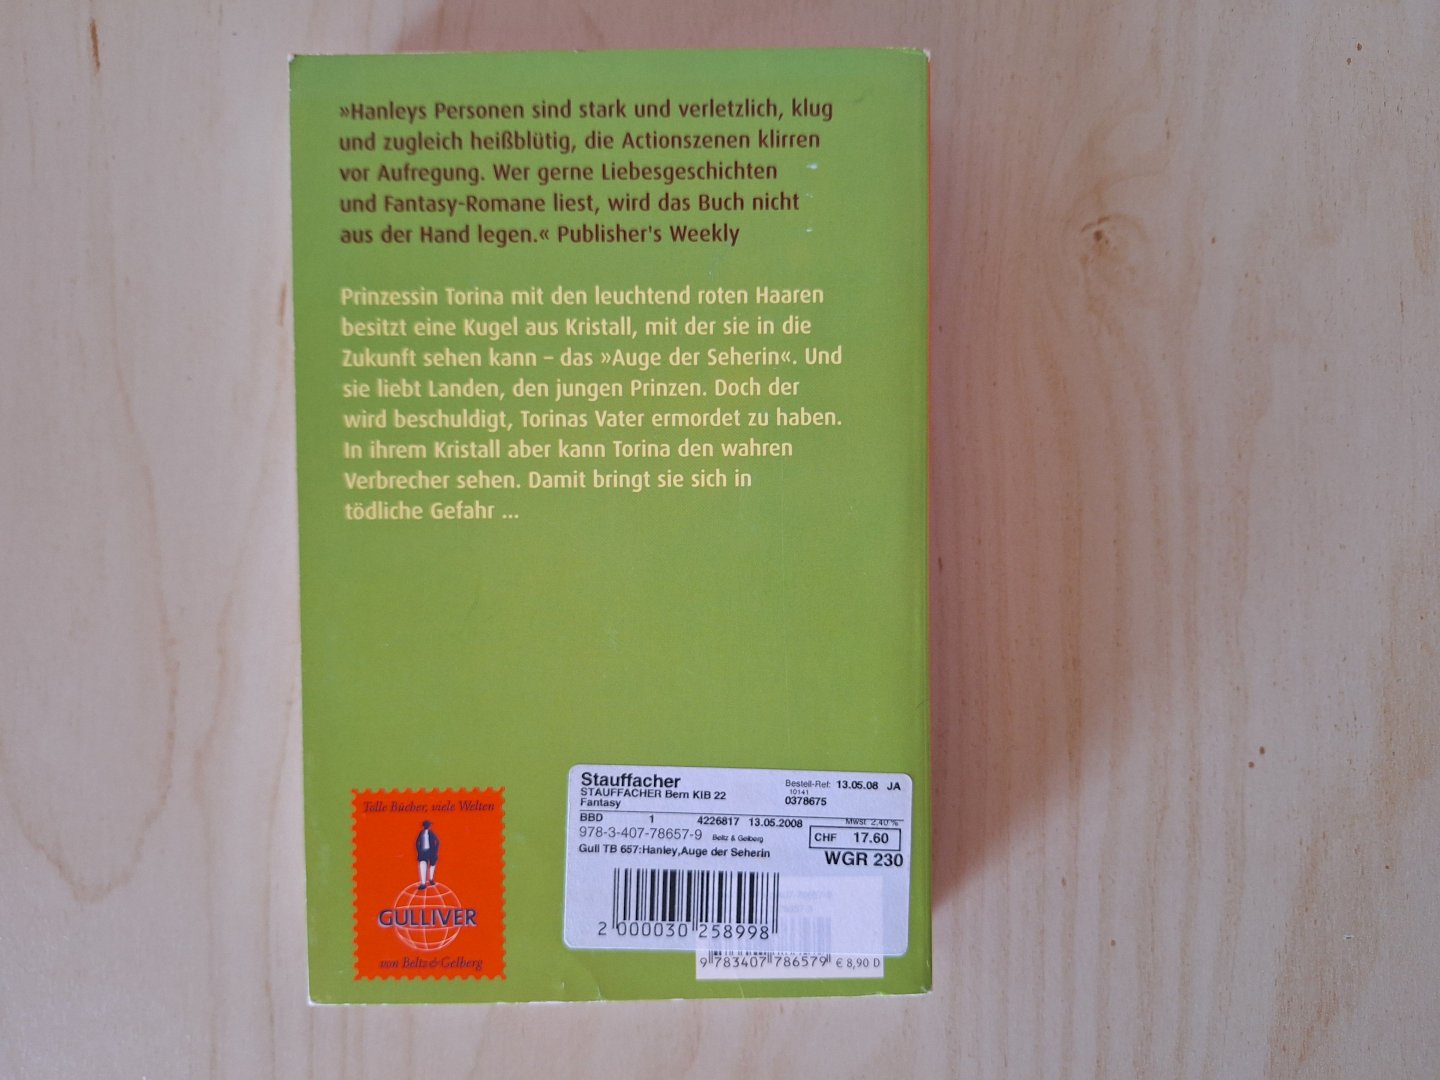 »Hanleys Personen sind stark und verletzlich, klug
und zugleich heißblütig, die Actionszenen klirren
vor Aufregung. Wer gerne Liebesgeschichten
und Fantasy-Romane liest, wird das Buch nicht
aus der Hand legen.« Publisher's Weekly
Prinzessin Torina mit den leuchtend roten Haaren
besitzt eine Kugel aus Kristall, mit der sie in die
Zukunft sehen kann – das »Auge der Seherin«. Und
sie liebt Landen, den jungen Prinzen. Doch der
wird beschuldigt, Torinas Vater ermordet zu haben.
In ihrem Kristall aber kann Torina den wahren
Verbrecher sehen. Damit bringt sie sich in
tödliche Gefahr ...
Tolle Bücher, viele Welten
GULLIVER
von Beltz & Gelberg
Stauffacher
STAUFFACHER Bern KIB 22
Fantasy
Bestell-Ref: 13.05.08 JA
10141
0378675
BBD 1 4226817 13.05.2008 Mwst 2,40 %
978-3-407-78657-9 Beltz & Gelberg CHF 17.60
Gull TB 657:Hanley,Auge der Seherin WGR 230
2 000030 258998
9 783407 786579 € 8,90 D